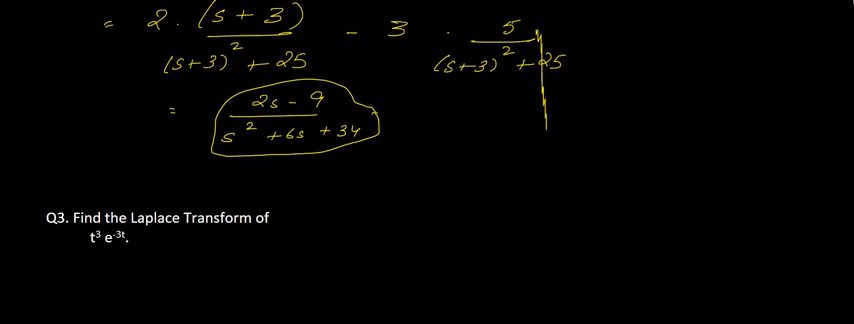 = 2 · (s + 3) / (s+3)² + 25 - 3 · 5 / (s+3)² + 25
= 2s - 9 / s² + 6s + 34
Q3. Find the Laplace Transform of
t³ e⁻³ᵗ.